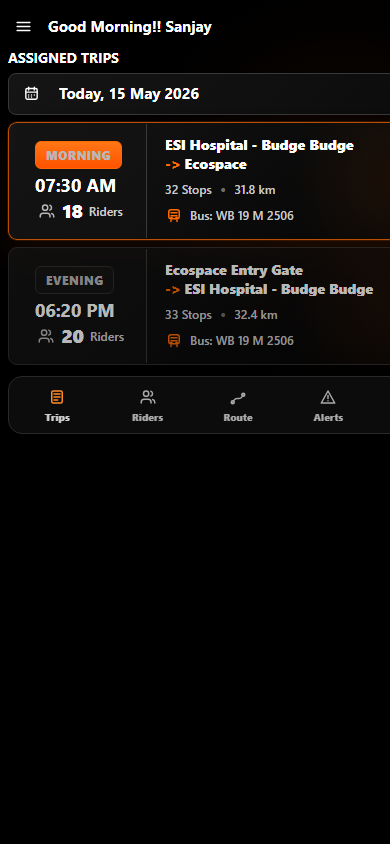 Good Morning!! Sanjay
ASSIGNED TRIPS
Today, 15 May 2026
MORNING
07:30 AM
18 Riders
ESI Hospital - Budge Budge
-> Ecospace
32 Stops • 31.8 km
Bus: WB 19 M 2506
EVENING
06:20 PM
20 Riders
Ecospace Entry Gate
-> ESI Hospital - Budge Budge
33 Stops • 32.4 km
Bus: WB 19 M 2506
Trips
Riders
Route
Alerts